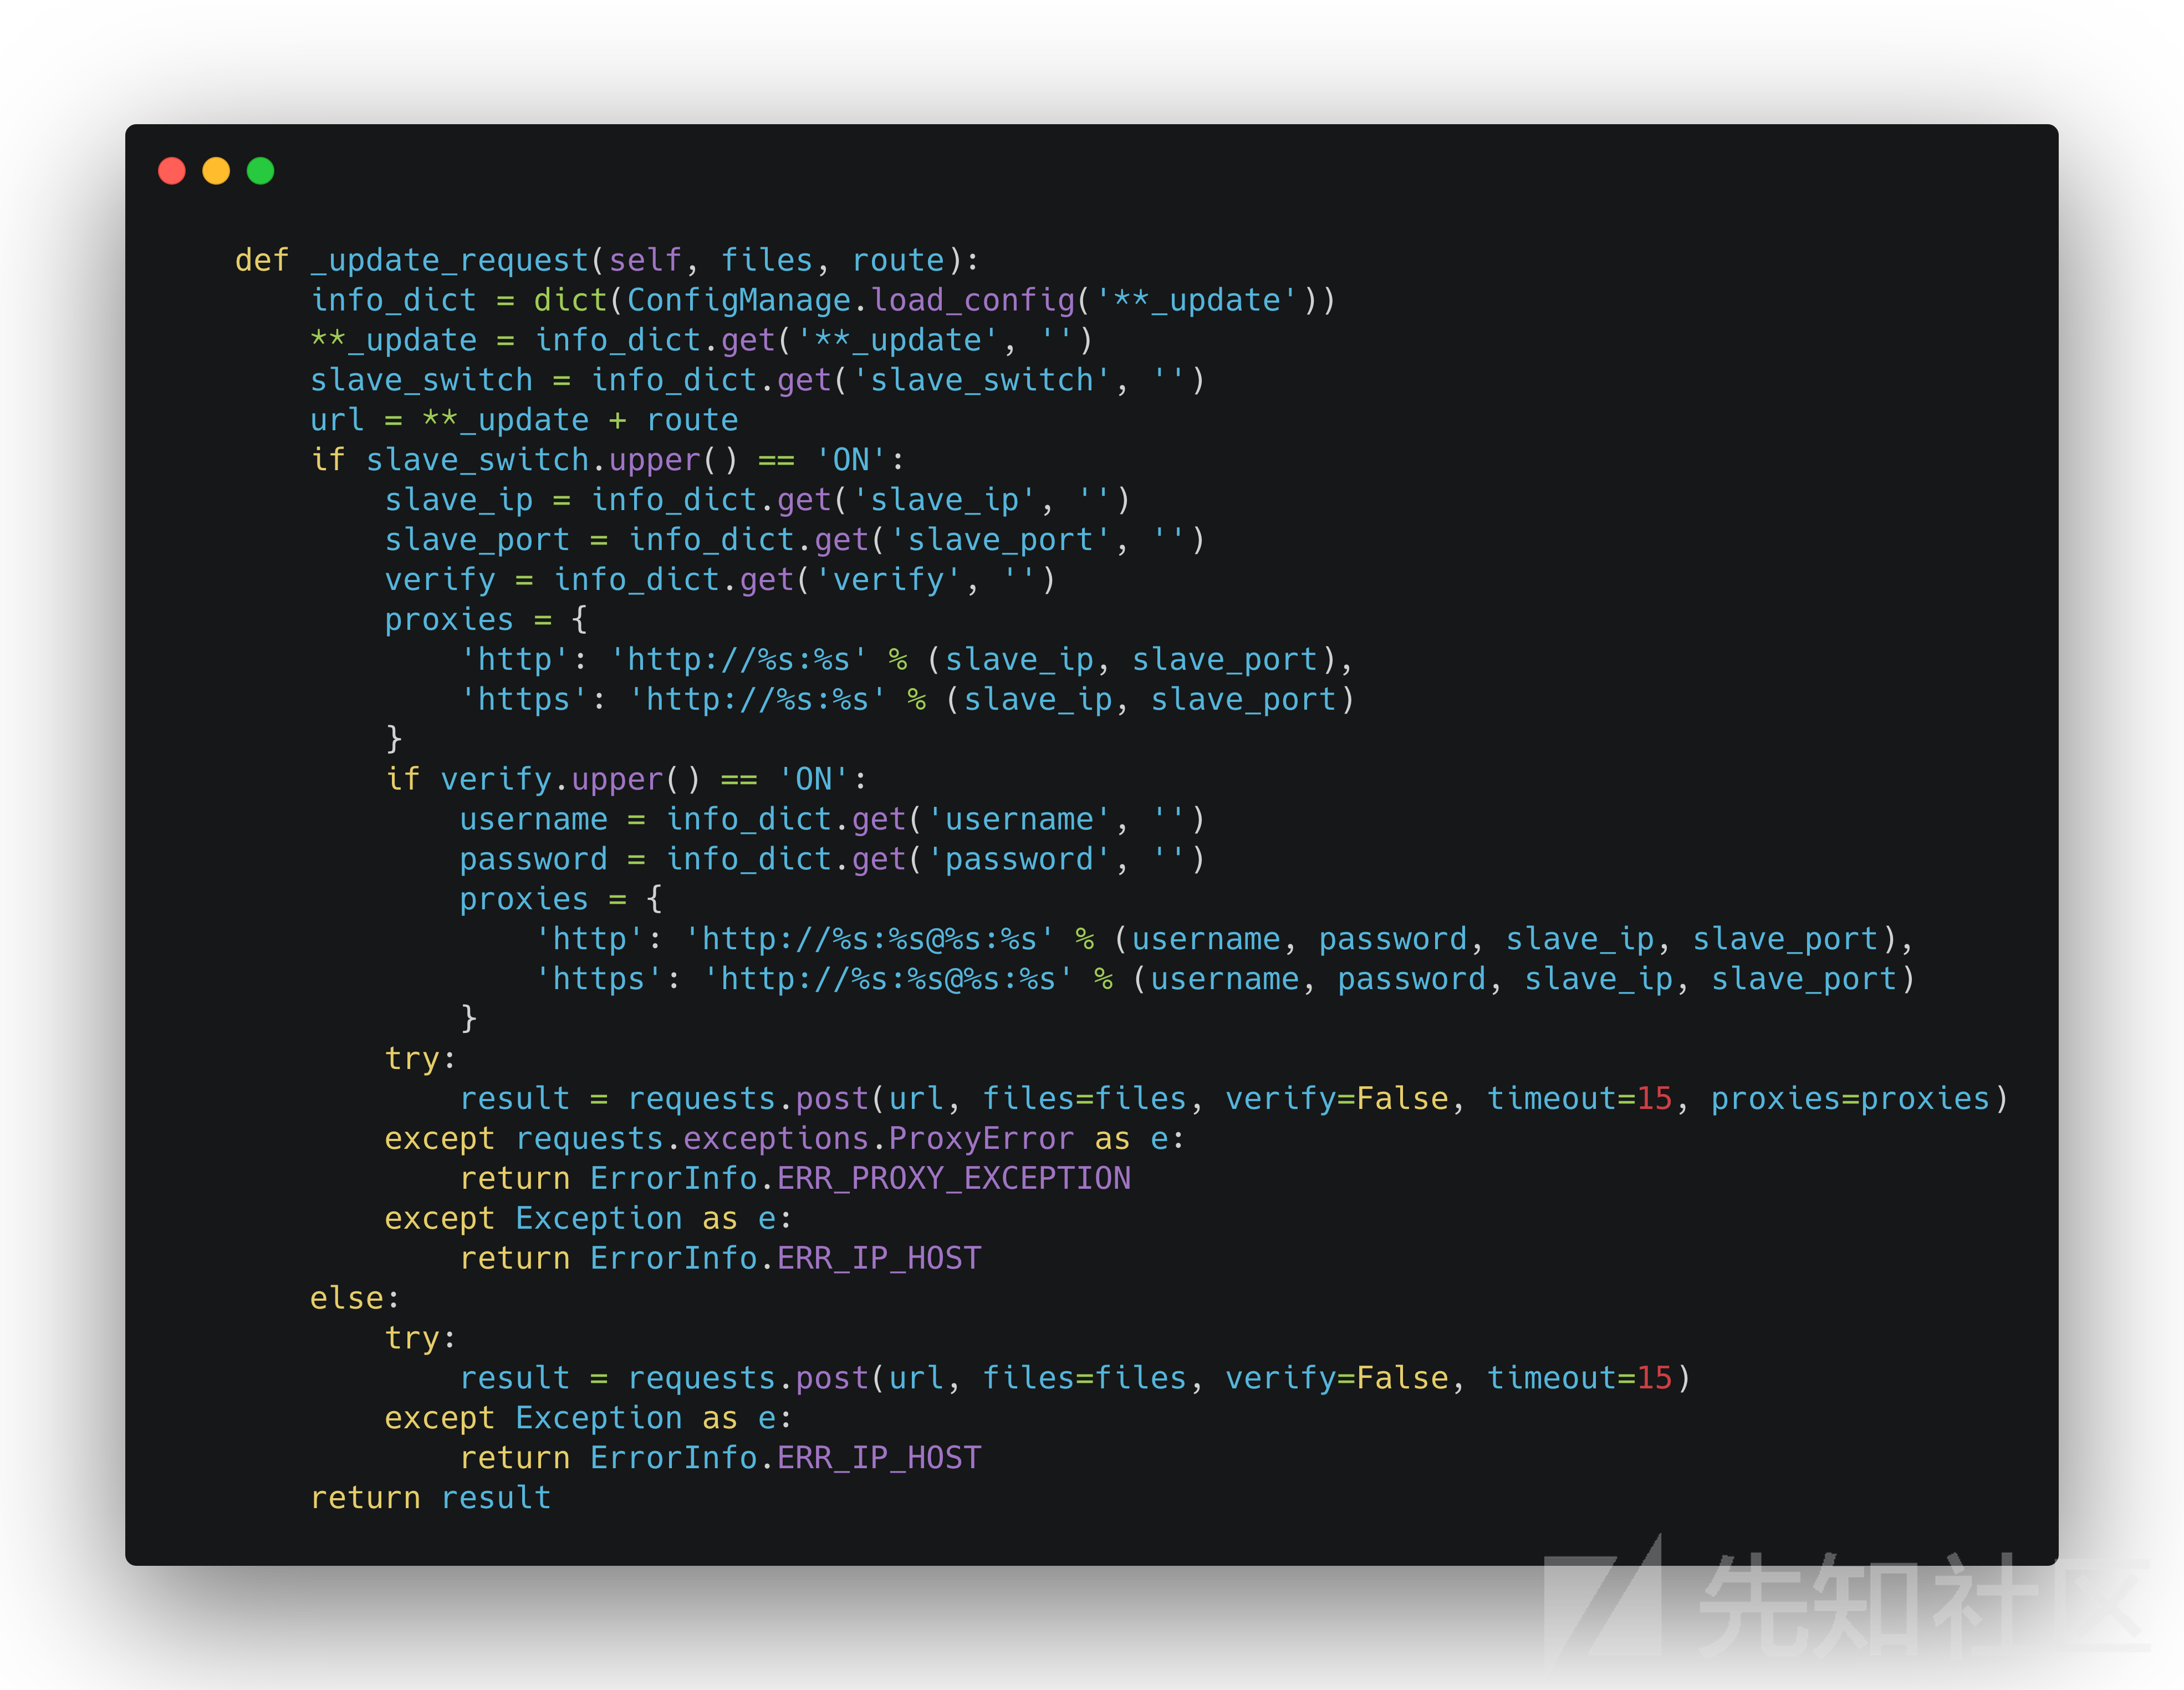 def _update_request(self, files, route):
    info_dict = dict(ConfigManage.load_config('**_update'))
    **_update = info_dict.get('**_update', '')
    slave_switch = info_dict.get('slave_switch', '')
    url = **_update + route
    if slave_switch.upper() == 'ON':
        slave_ip = info_dict.get('slave_ip', '')
        slave_port = info_dict.get('slave_port', '')
        verify = info_dict.get('verify', '')
        proxies = {
            'http': 'http://%s:%s' % (slave_ip, slave_port),
            'https': 'http://%s:%s' % (slave_ip, slave_port)
        }
        if verify.upper() == 'ON':
            username = info_dict.get('username', '')
            password = info_dict.get('password', '')
            proxies = {
                'http': 'http://%s:%s@%s:%s' % (username, password, slave_ip, slave_port),
                'https': 'http://%s:%s@%s:%s' % (username, password, slave_ip, slave_port)
            }
        try:
            result = requests.post(url, files=files, verify=False, timeout=15, proxies=proxies)
        except requests.exceptions.ProxyError as e:
            return ErrorInfo.ERR_PROXY_EXCEPTION
        except Exception as e:
            return ErrorInfo.ERR_IP_HOST
    else:
        try:
            result = requests.post(url, files=files, verify=False, timeout=15)
        except Exception as e:
            return ErrorInfo.ERR_IP_HOST
    return result
先知社区